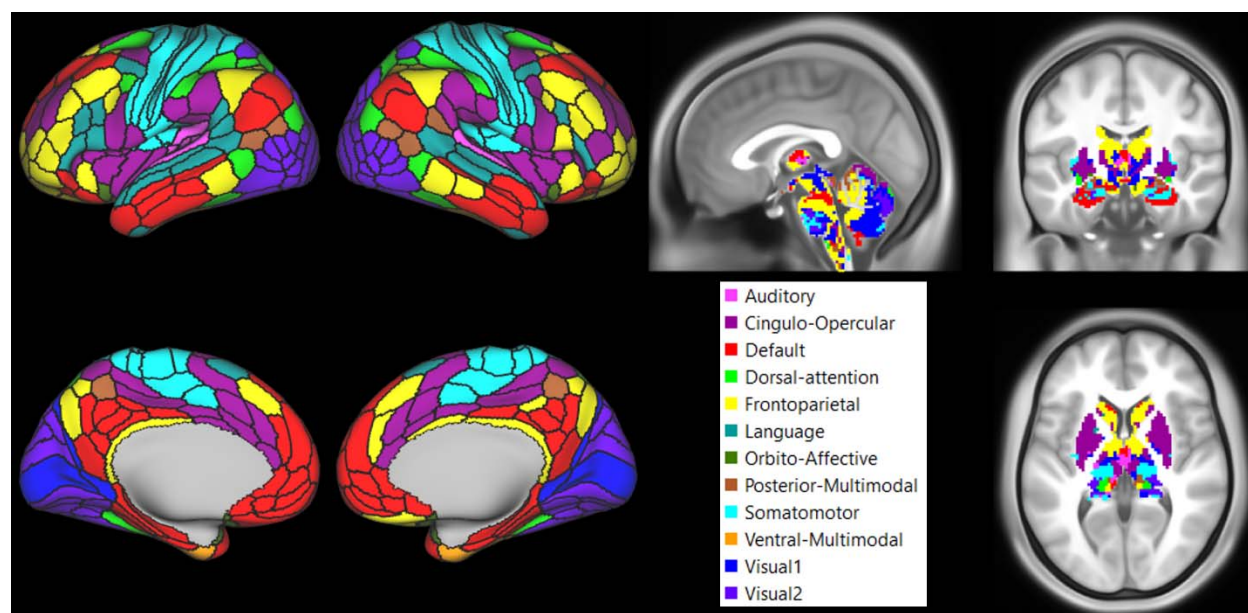 Auditory
Cingulo-Opercular
Default
Dorsal-attention
Frontoparietal
Language
Orbito-Affective
Posterior-Multimodal
Somatomotor
Ventral-Multimodal
Visual1
Visual2